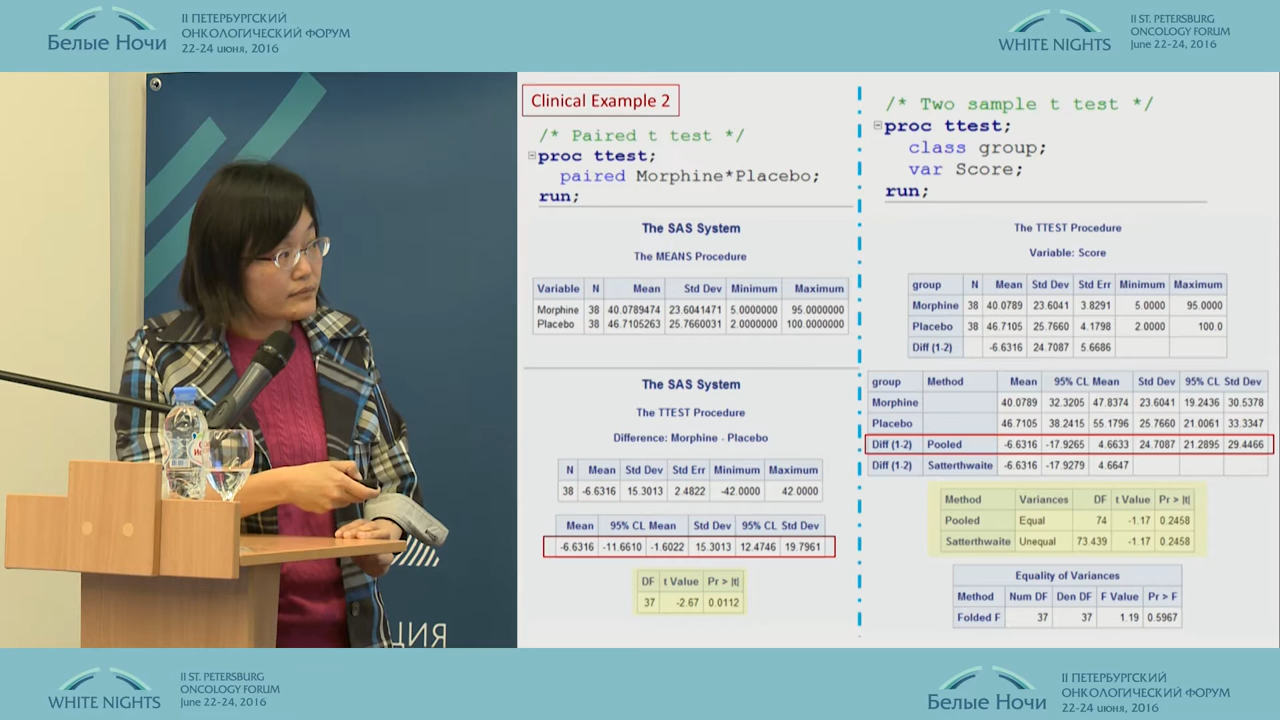 Белые Ночи
II ПЕТЕРБУРГСКИЙ
ОНКОЛОГИЧЕСКИЙ ФОРУМ
22-24 июня, 2016
WHITE NIGHTS
II ST. PETERSBURG
ONCOLOGY FORUM
June 22-24, 2016
Clinical Example 2
/* Paired t test */
proc ttest;
paired Morphine*Placebo;
run;
The SAS System
The MEANS Procedure
Variable N Mean Std Dev Minimum Maximum
Morphine 38 40.0789474 23.6041471 5.0000000 95.0000000
Placebo 38 46.7105263 25.7660031 2.0000000 100.0000000
The SAS System
The TTEST Procedure
Difference: Morphine - Placebo
N Mean Std Dev Std Err Minimum Maximum
38 -6.6316 15.3013 2.4822 -42.0000 42.0000
Mean 95% CL Mean Std Dev 95% CL Std Dev
-6.6316 -11.6610 -1.6022 15.3013 12.4746 19.7961
DF t Value Pr > |t|
37 -2.67 0.0112
/* Two sample t test */
proc ttest;
class group;
var Score;
run;
The TTEST Procedure
Variable: Score
group N Mean Std Dev Std Err Minimum Maximum
Morphine 38 40.0789 23.6041 3.8291 5.0000 95.0000
Placebo 38 46.7105 25.7660 4.1798 2.0000 100.0
Diff (1-2) -6.6316 24.7087 5.6686
group Method Mean 95% CL Mean Std Dev 95% CL Std Dev
Morphine 40.0789 32.3205 47.8374 23.6041 19.2436 30.5378
Placebo 46.7105 38.2415 55.1796 25.7660 21.0061 33.3347
Diff (1-2) Pooled -6.6316 -17.9265 4.6633 24.7087 21.2895 29.4466
Diff (1-2) Satterthwaite -6.6316 -17.9279 4.6647
Method Variances DF t Value Pr > |t|
Pooled Equal 74 -1.17 0.2458
Satterthwaite Unequal 73.439 -1.17 0.2458
Equality of Variances
Method Num DF Den DF F Value Pr > F
Folded F 37 37 1.19 0.5967
WHITE NIGHTS
II ST. PETERSBURG
ONCOLOGY FORUM
June 22-24, 2016
Белые Ночи
II ПЕТЕРБУРГСКИЙ
ОНКОЛОГИЧЕСКИЙ ФОРУМ
22-24 июня, 2016